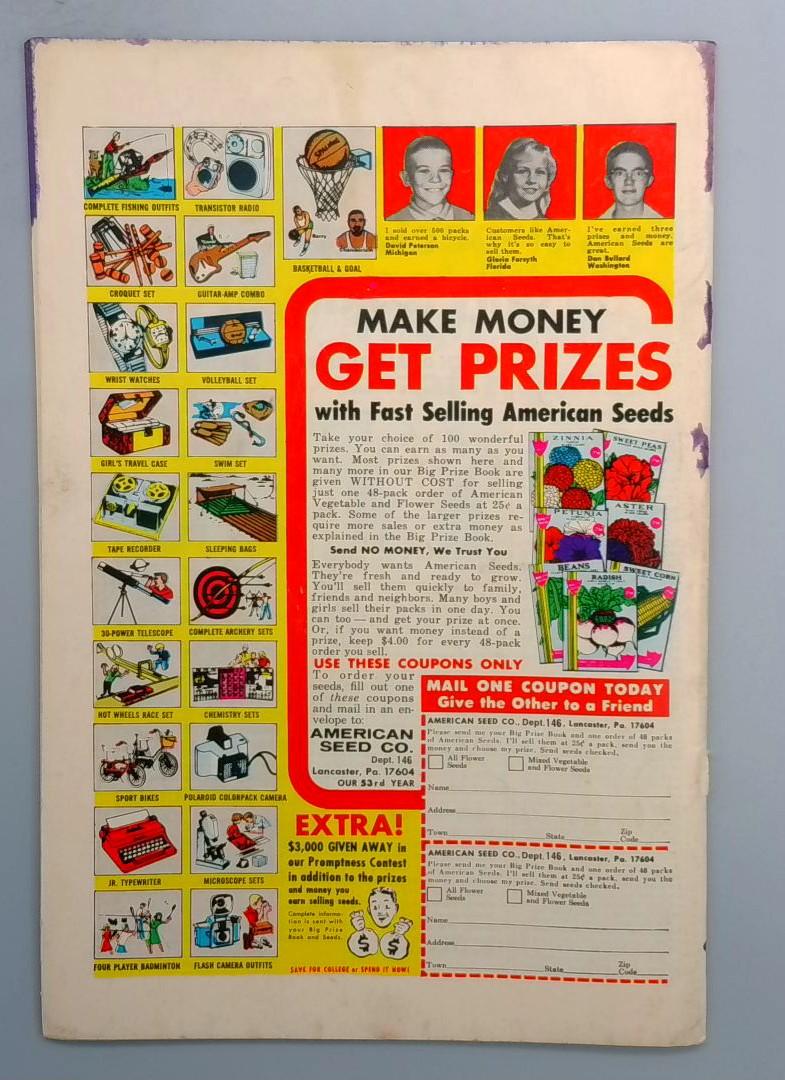 COMPLETE FISHING OUTFITS
TRANSISTOR RADIO
CROQUET SET
GUITAR-AMP COMBO
WRIST WATCHES
VOLLEYBALL SET
GIRL'S TRAVEL CASE
SWIM SET
TAPE RECORDER
SLEEPING BAGS
30-POWER TELESCOPE
COMPLETE ARCHERY SETS
HOT WHEELS RACE SET
CHEMISTRY SETS
SPORT BIKES
POLAROID COLORPACK CAMERA
JR. TYPEWRITER
MICROSCOPE SETS
FOUR PLAYER BADMINTON
FLASH CAMERA OUTFITS
SPALDING
Barry
BASKETBALL & GOAL
I sold over 500 packs
and earned a bicycle.
David Peterson
Michigan
Customers like Amer-
ican Seeds. That's
why it's so easy to
sell them.
Gloria Forsyth
Florida
I've earned three
prizes and money.
American Seeds are
great.
Dan Bullard
Washington
MAKE MONEY
GET PRIZES
with Fast Selling American Seeds
Take your choice of 100 wonderful
prizes. You can earn as many as you
want. Most prizes shown here and
many more in our Big Prize Book are
given WITHOUT COST for selling
just one 48-pack order of American
Vegetable and Flower Seeds at 25¢ a
pack. Some of the larger prizes re-
quire more sales or extra money as
explained in the Big Prize Book.
Send NO MONEY, We Trust You
Everybody wants American Seeds.
They're fresh and ready to grow.
You'll sell them quickly to family,
friends and neighbors. Many boys and
girls sell their packs in one day. You
can too — and get your prize at once.
Or, if you want money instead of a
prize, keep $4.00 for every 48-pack
order you sell.
USE THESE COUPONS ONLY
To order your
seeds, fill out one
of these coupons
and mail in an en-
velope to:
AMERICAN
SEED CO.
Dept. 146
Lancaster, Pa. 17604
OUR 53rd YEAR
ZINNIA
SWEET PEAS
PETUNIA
ASTER
BEANS
RADISH
SWEET CORN
MAIL ONE COUPON TODAY
Give the Other to a Friend
AMERICAN SEED CO., Dept. 146, Lancaster, Pa. 17604
Please send me your Big Prize Book and one order of 48 packs
of American Seeds. I'll sell them at 25¢ a pack, send you the
money and choose my prize. Send seeds checked.
All Flower
Seeds
Mixed Vegetable
and Flower Seeds
Name
Address
Town State Zip
Code
AMERICAN SEED CO., Dept. 146, Lancaster, Pa. 17604
Please send me your Big Prize Book and one order of 48 packs
of American Seeds. I'll sell them at 25¢ a pack, send you the
money and choose my prize. Send seeds checked.
All Flower
Seeds
Mixed Vegetable
and Flower Seeds
Name
Address
Town State Zip
Code
EXTRA!
$3,000 GIVEN AWAY in
our Promptness Contest
in addition to the prizes
and money you
earn selling seeds.
Complete informa-
tion is sent with
your Big Prize
Book and Seeds.
$ $
SAVE FOR COLLEGE or SPEND IT NOW!